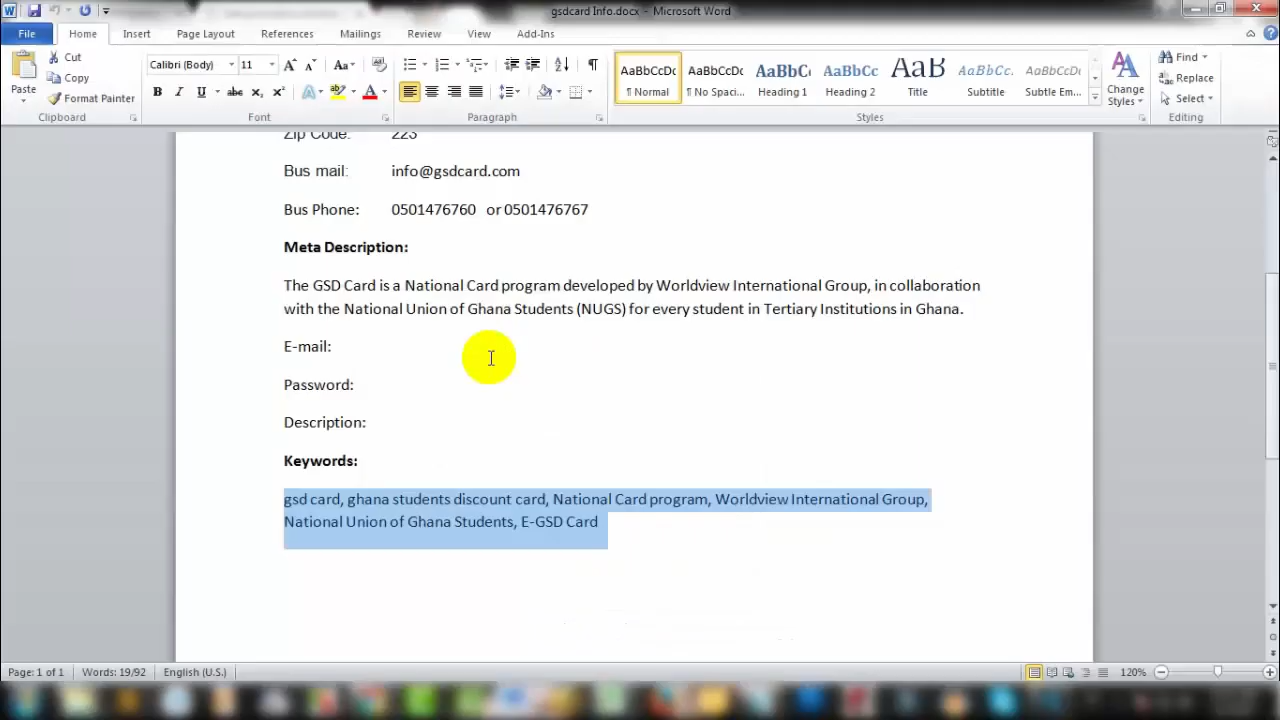 gsdcard Info.docx - Microsoft Word
File Home Insert Page Layout References Mailings Review View Add-Ins
Paste
Cut
Copy
Format Painter
Clipboard
Calibri (Body) 11
Font
Paragraph
AaBbCcDc AaBbCcDc AaBbC AaBbCc AaB AaBbCc. AaBbCcDc
¶ Normal ¶ No Spaci... Heading 1 Heading 2 Title Subtitle Subtle Em...
Styles
Change Styles
Find
Replace
Select
Editing
Zip Code: 223
Bus mail: info@gsdcard.com
Bus Phone: 0501476760 or 0501476767
Meta Description:
The GSD Card is a National Card program developed by Worldview International Group, in collaboration
with the National Union of Ghana Students (NUGS) for every student in Tertiary Institutions in Ghana.
E-mail:
Password:
Description:
Keywords:
gsd card, ghana students discount card, National Card program, Worldview International Group,
National Union of Ghana Students, E-GSD Card
Page: 1 of 1 Words: 19/92 English (U.S.) 120%